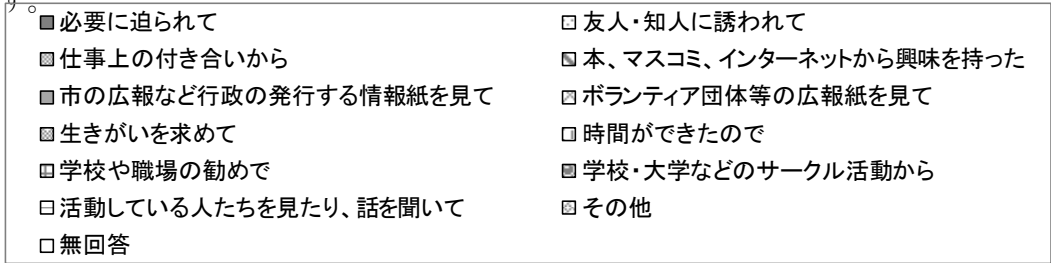 す。
必要に迫られて 友人・知人に誘われて
仕事上の付き合いから 本、マスコミ、インターネットから興味を持った
市の広報など行政の発行する情報紙を見て ボランティア団体等の広報紙を見て
生きがいを求めて 時間ができたので
学校や職場の勧めで 学校・大学などのサークル活動から
活動している人たちを見たり、話を聞いて その他
無回答